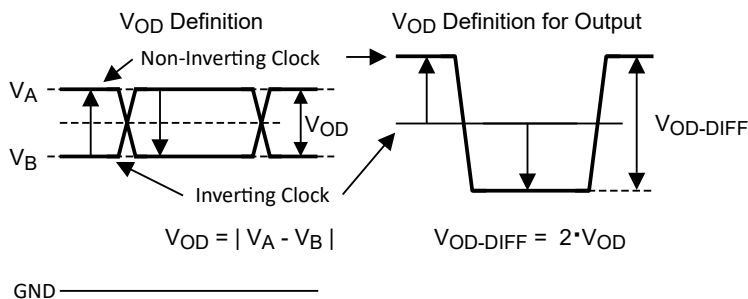 V_OD Definition
V_OD Definition for Output
Non-Inverting Clock
V_A
V_OD
V_B
V_OD-DIFF
Inverting Clock
V_OD = | V_A - V_B |
V_OD-DIFF = 2·V_OD
GND